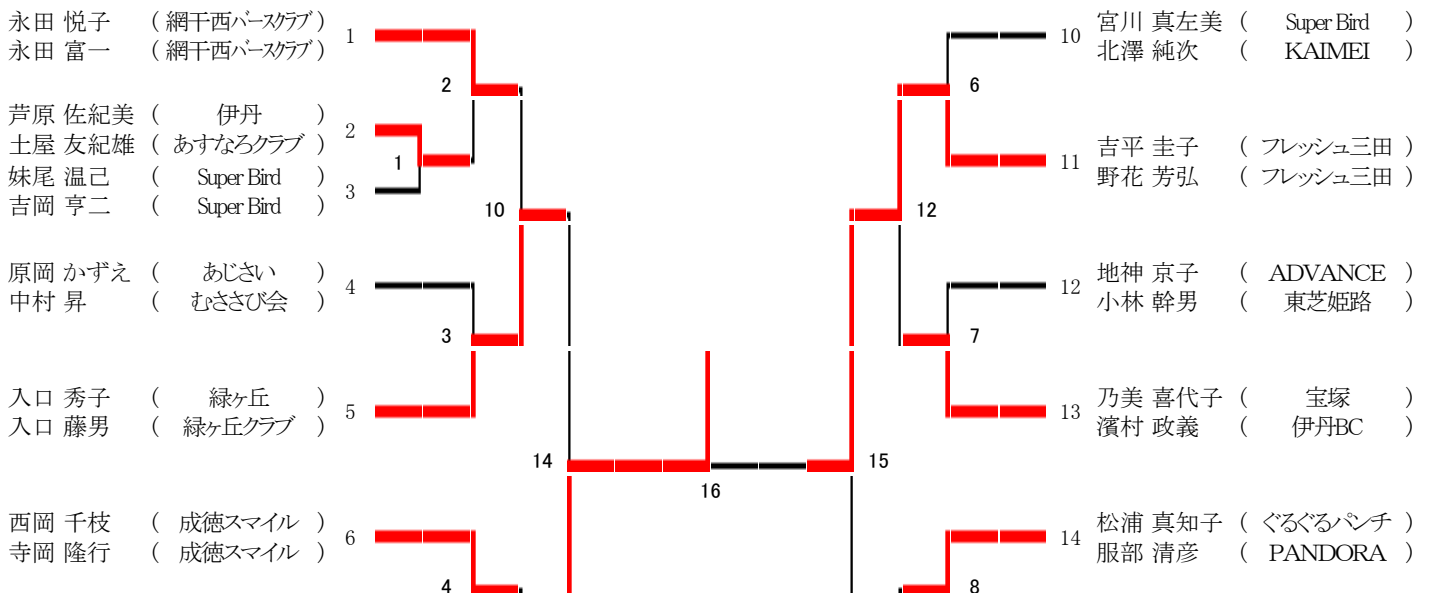 永田 悦子 ( 網干西バースクラブ )
永田 富一 ( 網干西バースクラブ )
1
芦原 佐紀美 ( 伊丹 )
土屋 友紀雄 ( あすなろクラブ )
2
妹尾 温己 ( Super Bird )
吉岡 亨二 ( Super Bird )
3
原岡 かずえ ( あじさい )
中村 昇 ( むささび会 )
4
入口 秀子 ( 緑ヶ丘 )
入口 藤男 ( 緑ヶ丘クラブ )
5
西岡 千枝 ( 成徳スマイル )
寺岡 隆行 ( 成徳スマイル )
6
2
1
10
3
14
4
16
6
12
7
15
8
10
宮川 真左美 ( Super Bird )
北澤 純次 ( KAIMEI )
11
吉平 圭子 ( フレッシュ三田 )
野花 芳弘 ( フレッシュ三田 )
12
地神 京子 ( ADVANCE )
小林 幹男 ( 東芝姫路 )
13
乃美 喜代子 ( 宝塚 )
濱村 政義 ( 伊丹BC )
14
松浦 真知子 ( ぐるぐるパンチ )
服部 清彦 ( PANDORA )